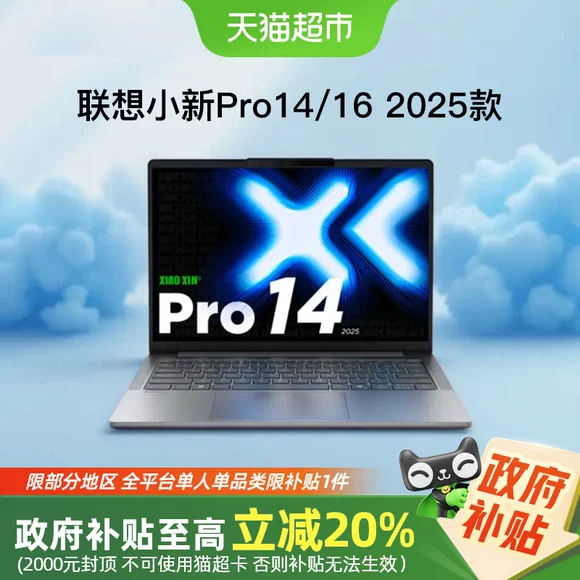 天猫超市
联想小新Pro14/16 2025款
XIAO XIN
Pro 14
2025
限部分地区 全平台单人单品类限补贴1件
政府补贴至高 立减20%
(2000元封顶 不可使用猫超卡 否则补贴无法生效)
政府
补贴